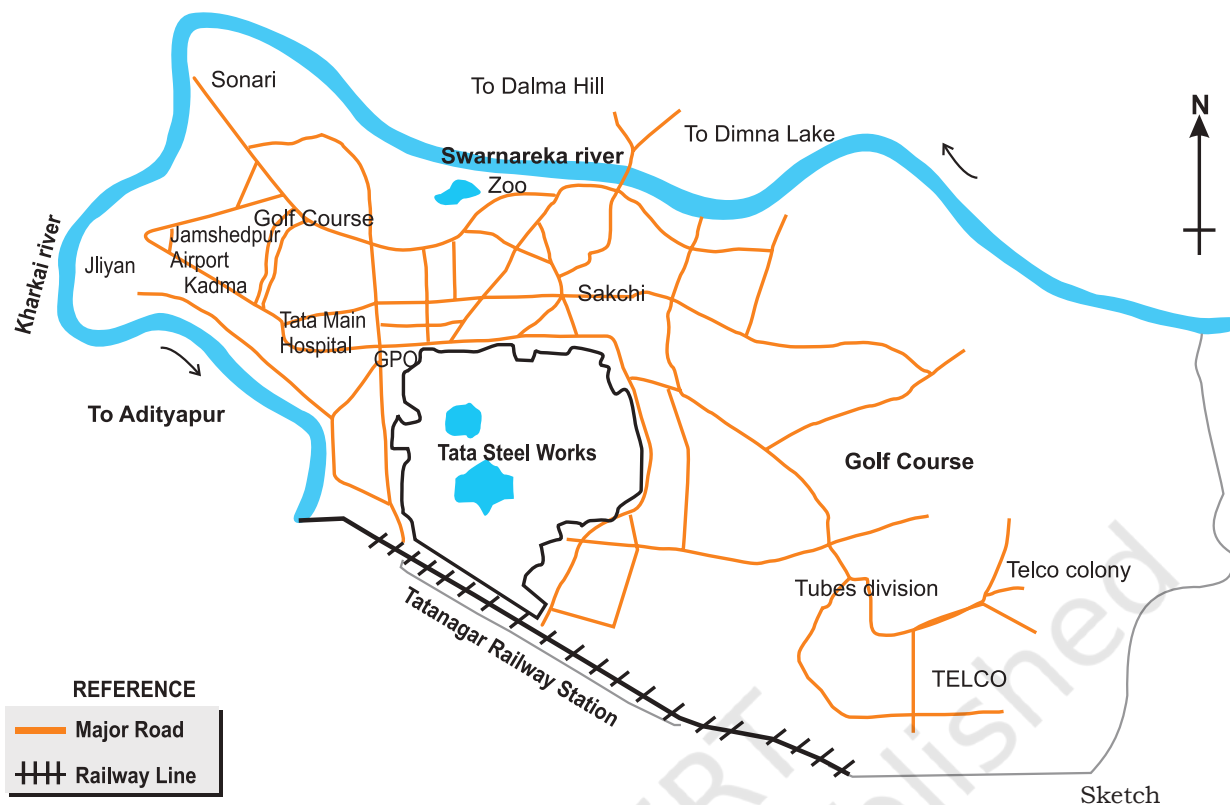 Sonari
To Dalma Hill
N
To Dimna Lake
Swarnareka river
Zoo
Golf Course
Jamshedpur
Airport
Kadma
Jliyan
Kharkai river
Sakchi
Tata Main
Hospital
GPO
To Adityapur
Tata Steel Works
Golf Course
Tubes division
Telco colony
Tatanagar Railway Station
TELCO
REFERENCE
Major Road
Railway Line
Sketch